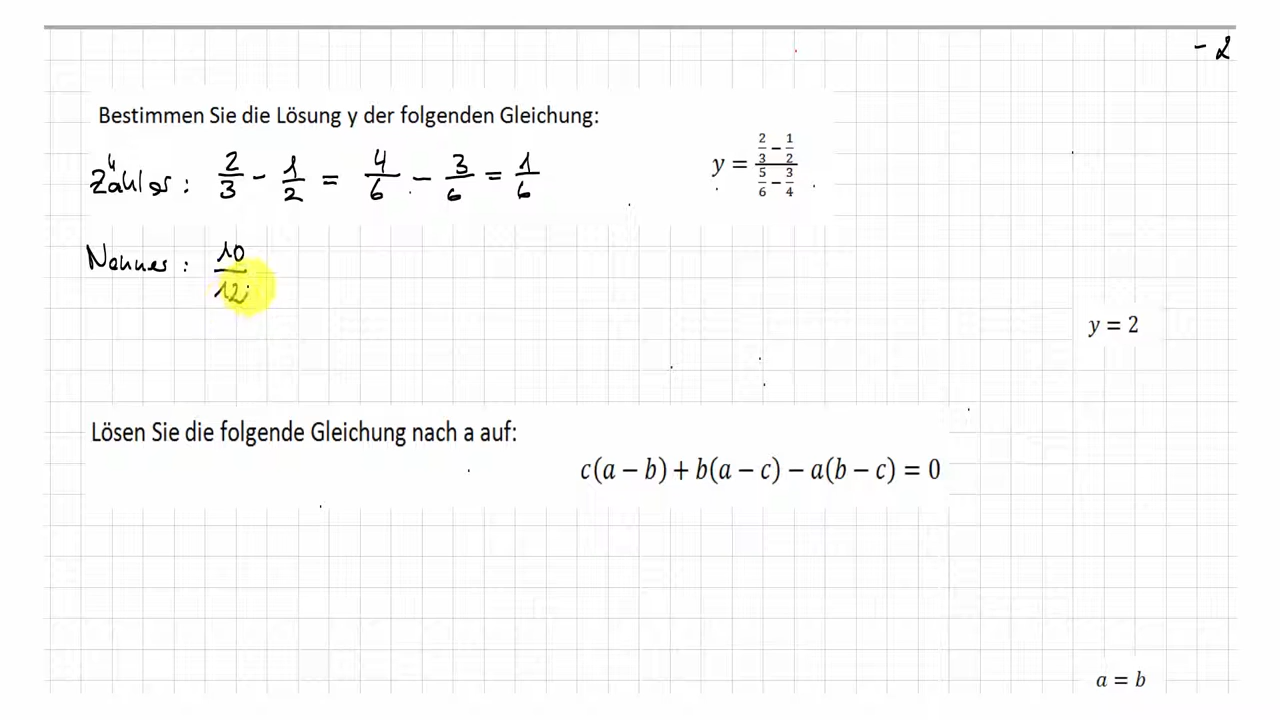 - 2
Bestimmen Sie die Lösung y der folgenden Gleichung:
Zähler : 2/3 - 1/2 = 4/6 - 3/6 = 1/6
y = (2/3 - 1/2)/(5/6 - 3/4)
Nenner : 10/12
y = 2
Lösen Sie die folgende Gleichung nach a auf:
c(a − b) + b(a − c) − a(b − c) = 0
a = b